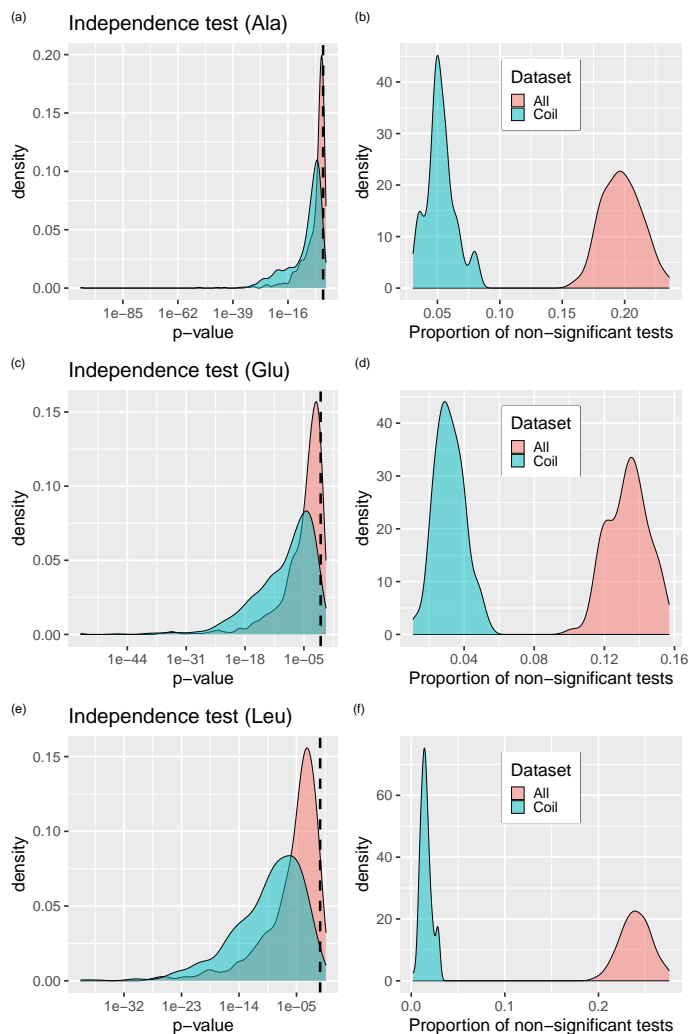 (a)
Independence test (Ala)
0.20
0.15
0.10
0.05
0.00
density
1e−85
1e−62
1e−39
1e−16
p−value
(b)
40
30
20
10
0
density
Dataset
All
Coil
0.05
0.10
0.15
0.20
Proportion of non−significant tests
(c)
Independence test (Glu)
0.15
0.10
0.05
0.00
density
1e−44
1e−31
1e−18
1e−05
p−value
(d)
40
30
20
10
0
density
Dataset
All
Coil
0.04
0.08
0.12
0.16
Proportion of non−significant tests
(e)
Independence test (Leu)
0.15
0.10
0.05
0.00
density
1e−32
1e−23
1e−14
1e−05
p−value
(f)
60
40
20
0
density
Dataset
All
Coil
0.0
0.1
0.2
Proportion of non−significant tests